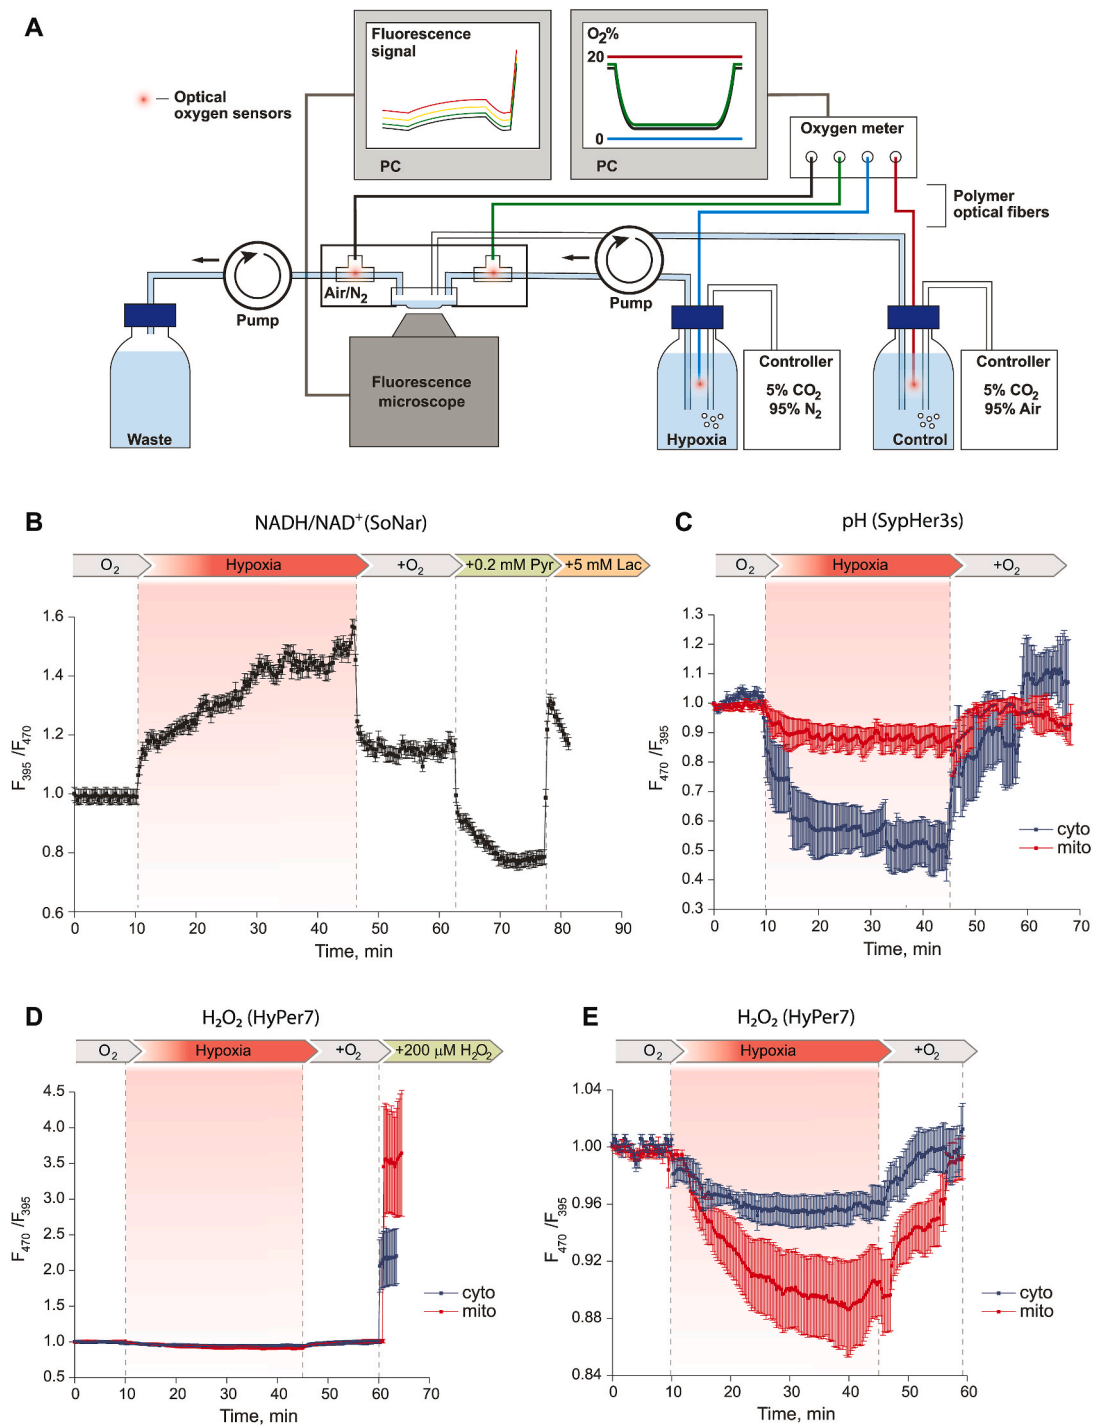 A
Fluorescence
signal
PC
O2%
20
0
PC
Optical
oxygen sensors
Oxygen meter
Polymer
optical fibers
Air/N2
Pump
Pump
Waste
Fluorescence
microscope
Hypoxia
Controller
5% CO2
95% N2
Control
Controller
5% CO2
95% Air
B
NADH/NAD+(SoNar)
O2
Hypoxia
+O2
+0.2 mM Pyr
+5 mM Lac
F395 /F470
1.6
1.4
1.2
1.0
0.8
0.6
0 10 20 30 40 50 60 70 80 90
Time, min
C
pH (SypHer3s)
O2
Hypoxia
+O2
F470 /F395
1.3
1.2
1.1
1.0
0.9
0.8
0.7
0.6
0.5
0.4
0.3
cyto
mito
0 10 20 30 40 50 60 70
Time, min
D
H2O2 (HyPer7)
O2
Hypoxia
+O2
+200 μM H2O2
F470 /F395
4.5
4.0
3.5
3.0
2.5
2.0
1.5
1.0
0.5
cyto
mito
0 10 20 30 40 50 60 70
Time, min
E
H2O2 (HyPer7)
O2
Hypoxia
+O2
F470 /F395
1.04
1.00
0.96
0.92
0.88
0.84
cyto
mito
0 10 20 30 40 50 60
Time, min